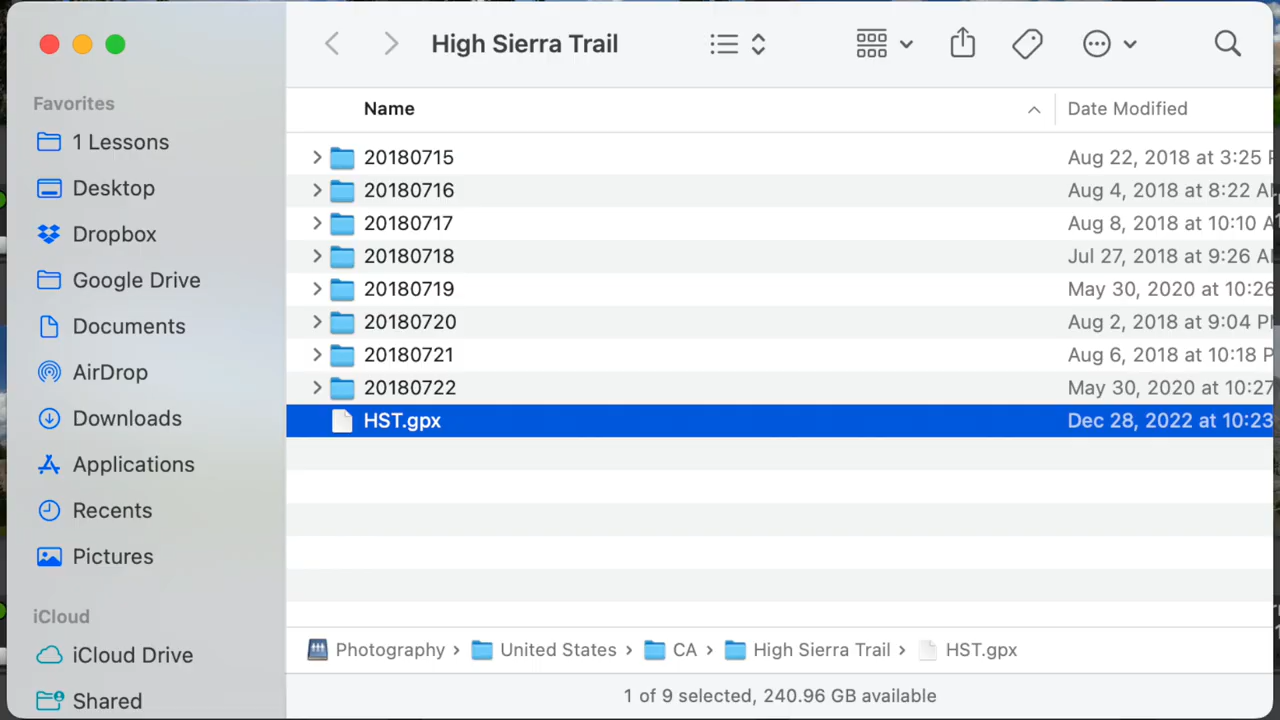 High Sierra Trail
Favorites
1 Lessons
Desktop
Dropbox
Google Drive
Documents
AirDrop
Downloads
Applications
Recents
Pictures
iCloud
iCloud Drive
Shared
Name Date Modified
20180715 Aug 22, 2018 at 3:25
20180716 Aug 4, 2018 at 8:22 AM
20180717 Aug 8, 2018 at 10:10 A
20180718 Jul 27, 2018 at 9:26 AM
20180719 May 30, 2020 at 10:26
20180720 Aug 2, 2018 at 9:04 PM
20180721 Aug 6, 2018 at 10:18 P
20180722 May 30, 2020 at 10:27
HST.gpx Dec 28, 2022 at 10:23
Photography › United States › CA › High Sierra Trail › HST.gpx
1 of 9 selected, 240.96 GB available